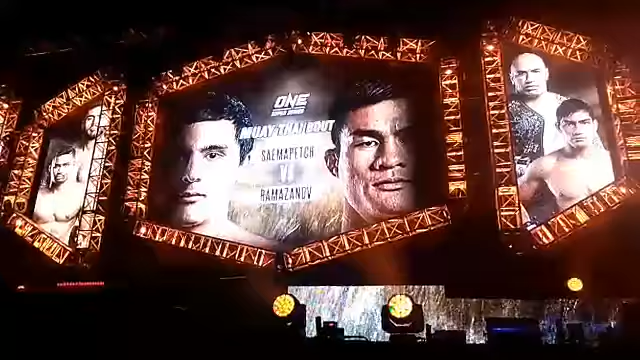 ONE
SUPER SERIES
MUAY THAI BOUT
SAEMAPETCH
VS
RAMAZANOV